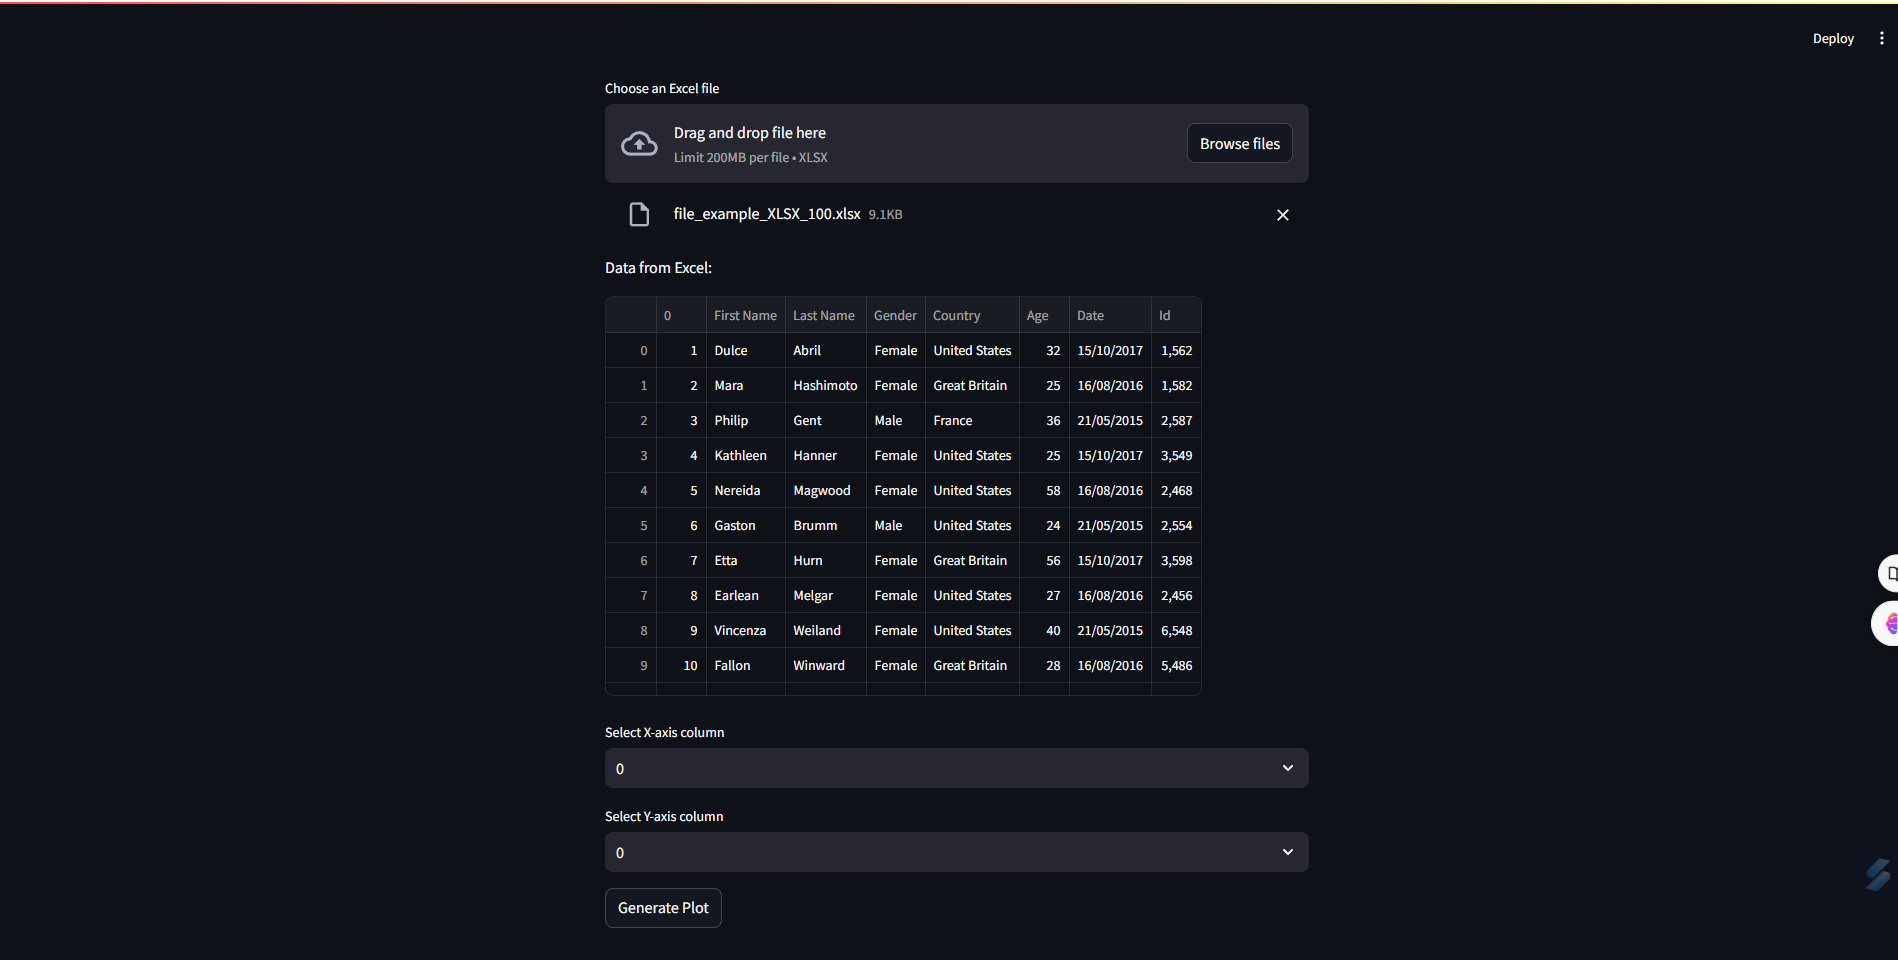 Deploy
Choose an Excel file
Drag and drop file here
Limit 200MB per file • XLSX
Browse files
file_example_XLSX_100.xlsx 9.1KB
Data from Excel:
0 First Name Last Name Gender Country Age Date Id
0 1 Dulce Abril Female United States 32 15/10/2017 1,562
1 2 Mara Hashimoto Female Great Britain 25 16/08/2016 1,582
2 3 Philip Gent Male France 36 21/05/2015 2,587
3 4 Kathleen Hanner Female United States 25 15/10/2017 3,549
4 5 Nereida Magwood Female United States 58 16/08/2016 2,468
5 6 Gaston Brumm Male United States 24 21/05/2015 2,554
6 7 Etta Hurn Female Great Britain 56 15/10/2017 3,598
7 8 Earlean Melgar Female United States 27 16/08/2016 2,456
8 9 Vincenza Weiland Female United States 40 21/05/2015 6,548
9 10 Fallon Winward Female Great Britain 28 16/08/2016 5,486
Select X-axis column
0
Select Y-axis column
0
Generate Plot